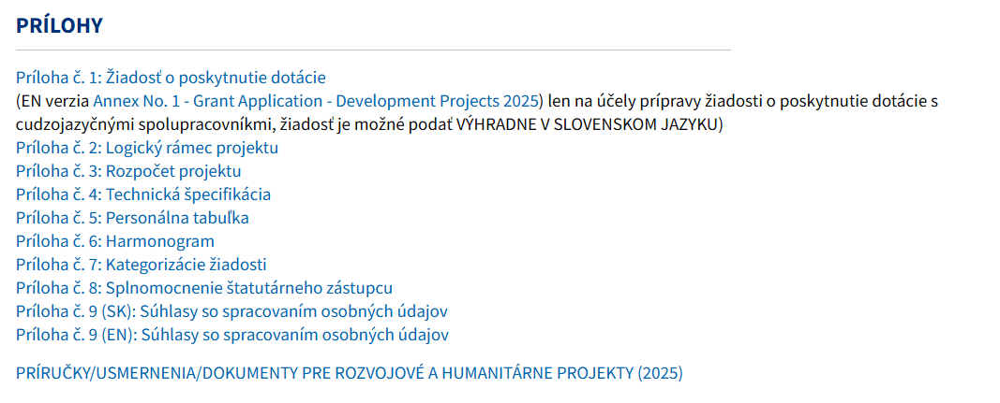 PRÍLOHY
Príloha č. 1: Žiadosť o poskytnutie dotácie
(EN verzia Annex No. 1 - Grant Application - Development Projects 2025) len na účely prípravy žiadosti o poskytnutie dotácie s
cudzojazyčnými spolupracovníkmi, žiadosť je možné podať VÝHRADNE V SLOVENSKOM JAZYKU)
Príloha č. 2: Logický rámec projektu
Príloha č. 3: Rozpočet projektu
Príloha č. 4: Technická špecifikácia
Príloha č. 5: Personálna tabuľka
Príloha č. 6: Harmonogram
Príloha č. 7: Kategorizácie žiadosti
Príloha č. 8: Splnomocnenie štatutárneho zástupcu
Príloha č. 9 (SK): Súhlasy so spracovaním osobných údajov
Príloha č. 9 (EN): Súhlasy so spracovaním osobných údajov
PRÍRUČKY/USMERNENIA/DOKUMENTY PRE ROZVOJOVÉ A HUMANITÁRNE PROJEKTY (2025)